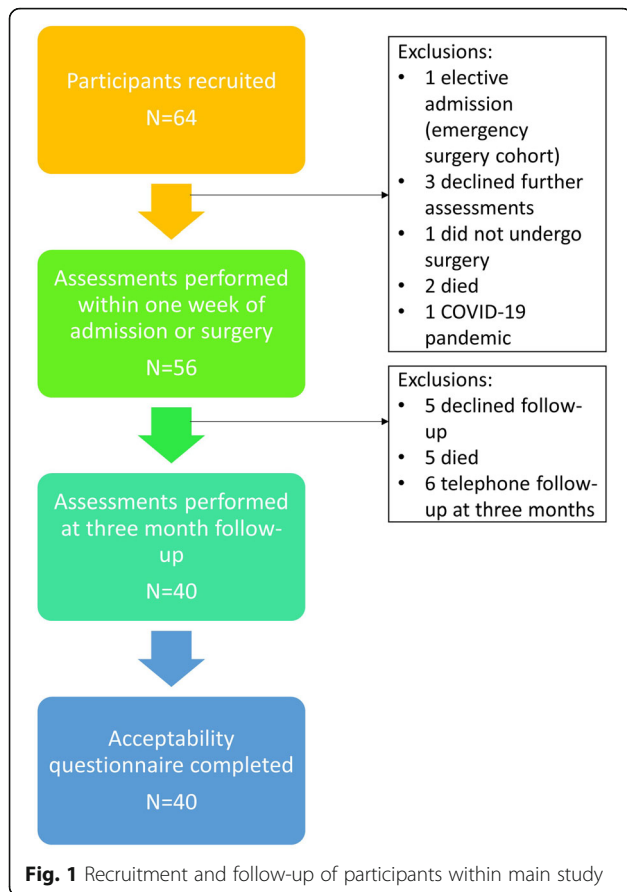 Participants recruited
N=64
Exclusions:
• 1 elective
admission
(emergency
surgery cohort)
• 3 declined further
assessments
• 1 did not undergo
surgery
• 2 died
• 1 COVID-19
pandemic
Assessments performed
within one week of
admission or surgery
N=56
Exclusions:
• 5 declined follow-
up
• 5 died
• 6 telephone follow-
up at three months
Assessments performed
at three month follow-
up
N=40
Acceptability
questionnaire completed
N=40
Fig. 1 Recruitment and follow-up of participants within main study